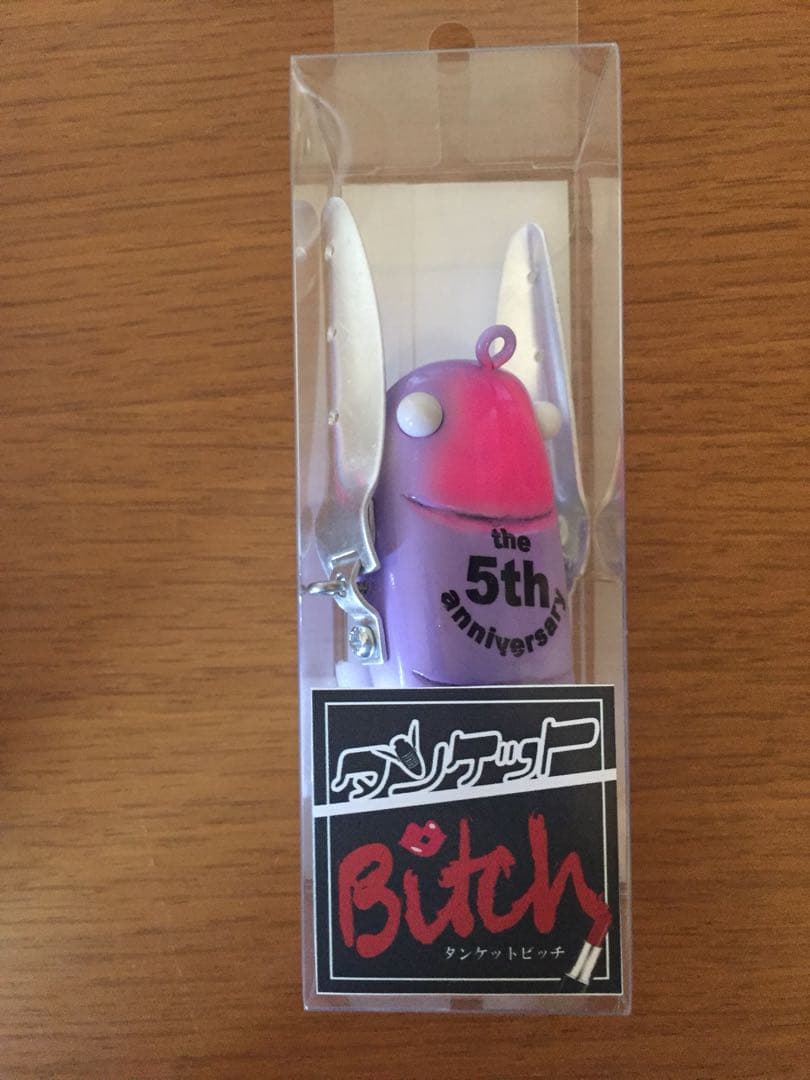 the
5th
anniversary
タンケット
Bitch
タンケットビッチ